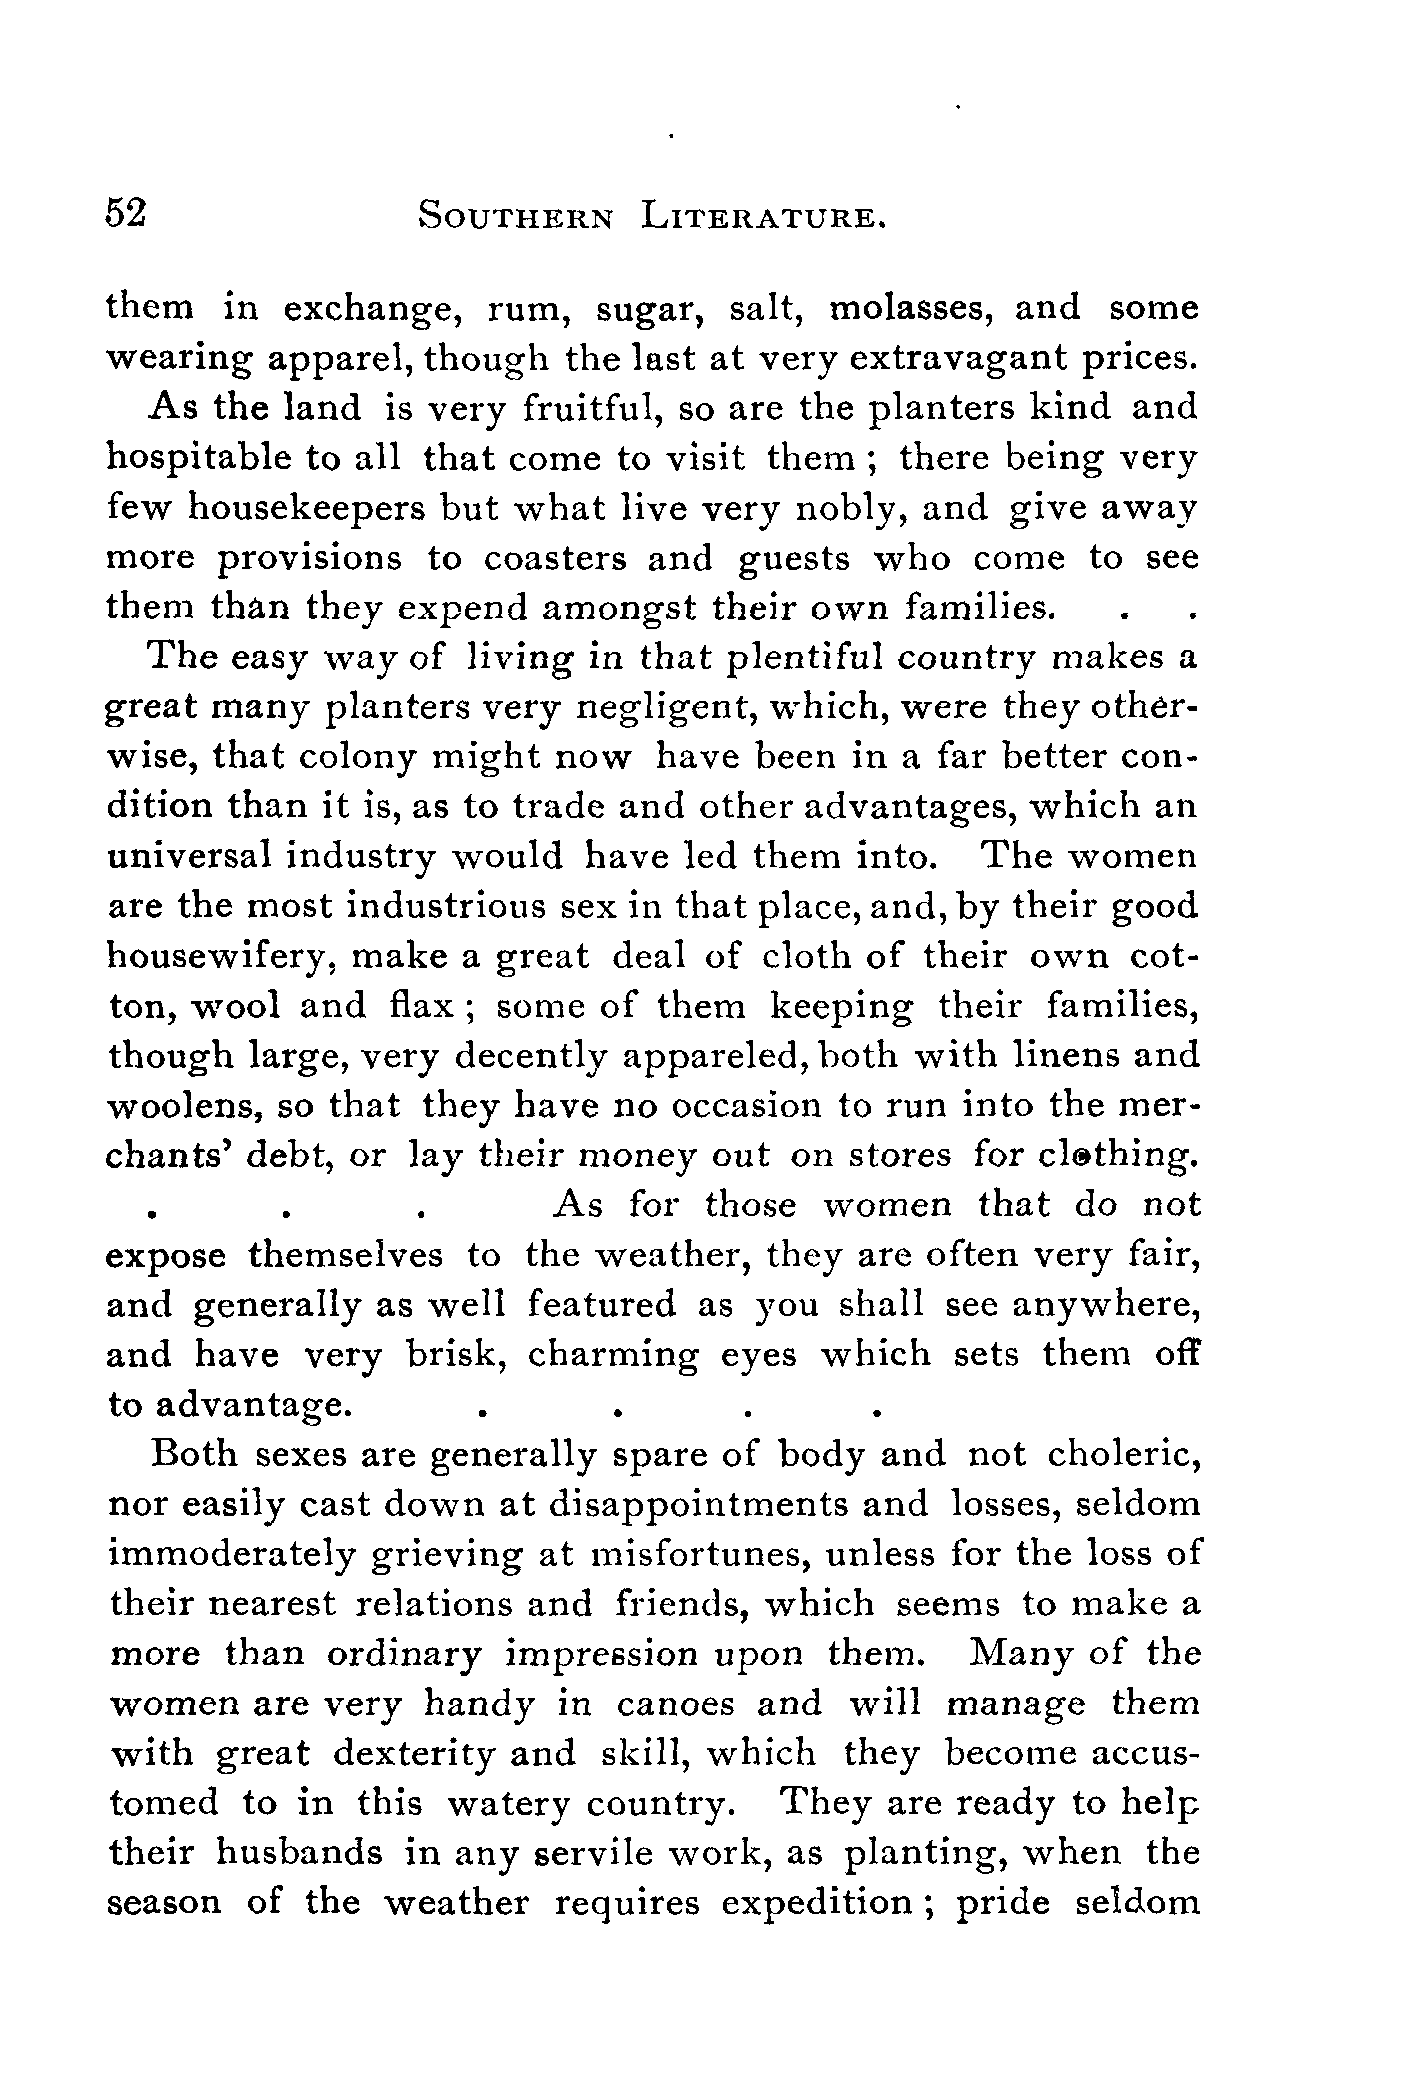 52 SOUTHERN LITERATURE.
them in exchange, rum, sugar, salt, molasses, and some
wearing apparel, though the last at very extravagant prices.
As the land is very fruitful, so are the planters kind and
hospitable to all that come to visit them ; there being very
few housekeepers but what live very nobly, and give away
more provisions to coasters and guests who come to see
them than they expend amongst their own families. . .
The easy way of living in that plentiful country makes a
great many planters very negligent, which, were they other-
wise, that colony might now have been in a far better con-
dition than it is, as to trade and other advantages, which an
universal industry would have led them into. The women
are the most industrious sex in that place, and, by their good
housewifery, make a great deal of cloth of their own cot-
ton, wool and flax ; some of them keeping their families,
though large, very decently appareled, both with linens and
woolens, so that they have no occasion to run into the mer-
chants' debt, or lay their money out on stores for clothing.
. . . As for those women that do not
expose themselves to the weather, they are often very fair,
and generally as well featured as you shall see anywhere,
and have very brisk, charming eyes which sets them off
to advantage. . . . .
Both sexes are generally spare of body and not choleric,
nor easily cast down at disappointments and losses, seldom
immoderately grieving at misfortunes, unless for the loss of
their nearest relations and friends, which seems to make a
more than ordinary impression upon them. Many of the
women are very handy in canoes and will manage them
with great dexterity and skill, which they become accus-
tomed to in this watery country. They are ready to help
their husbands in any servile work, as planting, when the
season of the weather requires expedition ; pride seldom